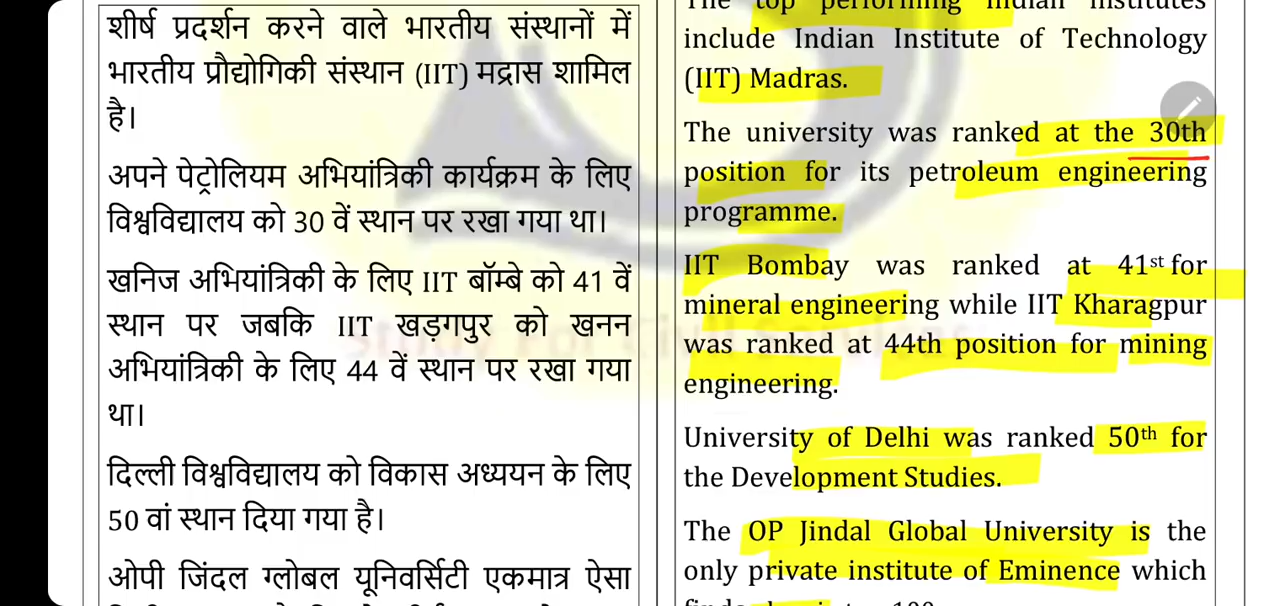 शीर्ष प्रदर्शन करने वाले भारतीय संस्थानों में
भारतीय प्रौद्योगिकी संस्थान (IIT) मद्रास शामिल
है।
अपने पेट्रोलियम अभियांत्रिकी कार्यक्रम के लिए
विश्वविद्यालय को 30 वें स्थान पर रखा गया था।
खनिज अभियांत्रिकी के लिए IIT बॉम्बे को 41 वें
स्थान पर जबकि IIT खड़गपुर को खनन
अभियांत्रिकी के लिए 44 वें स्थान पर रखा गया
था।
दिल्ली विश्वविद्यालय को विकास अध्ययन के लिए
50 वां स्थान दिया गया है।
ओपी जिंदल ग्लोबल यूनिवर्सिटी एकमात्र ऐसा
The top performing Indian institutes
include Indian Institute of Technology
(IIT) Madras.
The university was ranked at the 30th
position for its petroleum engineering
programme.
IIT Bombay was ranked at 41st for
mineral engineering while IIT Kharagpur
was ranked at 44th position for mining
engineering.
University of Delhi was ranked 50th for
the Development Studies.
The OP Jindal Global University is the
only private institute of Eminence which